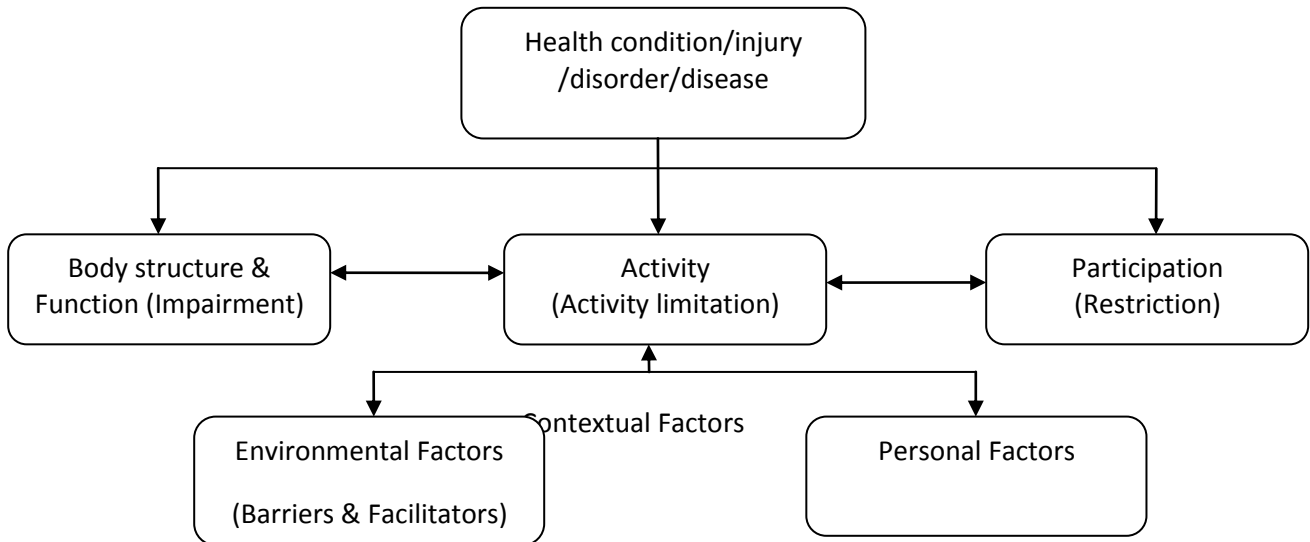 Health condition/injury
/disorder/disease
Body structure &
Function (Impairment)
Activity
(Activity limitation)
Participation
(Restriction)
Contextual Factors
Environmental Factors
(Barriers & Facilitators)
Personal Factors